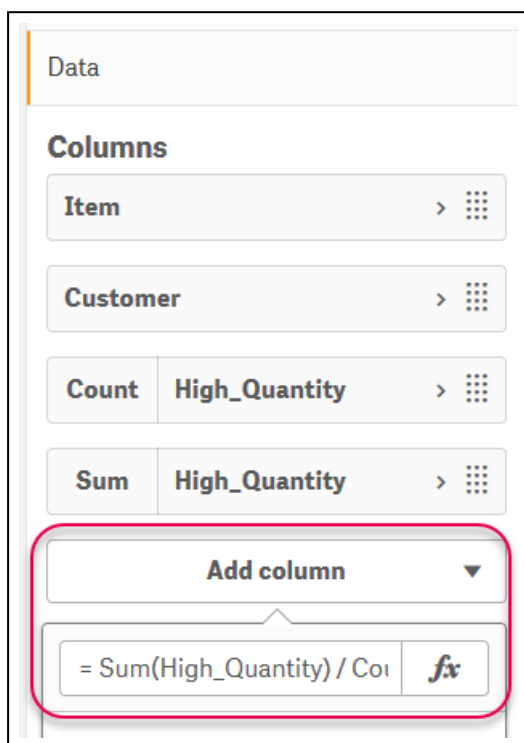 Data
Columns
Item
Customer
Count High_Quantity
Sum High_Quantity
Add column
= Sum(High_Quantity) / Cou
fx